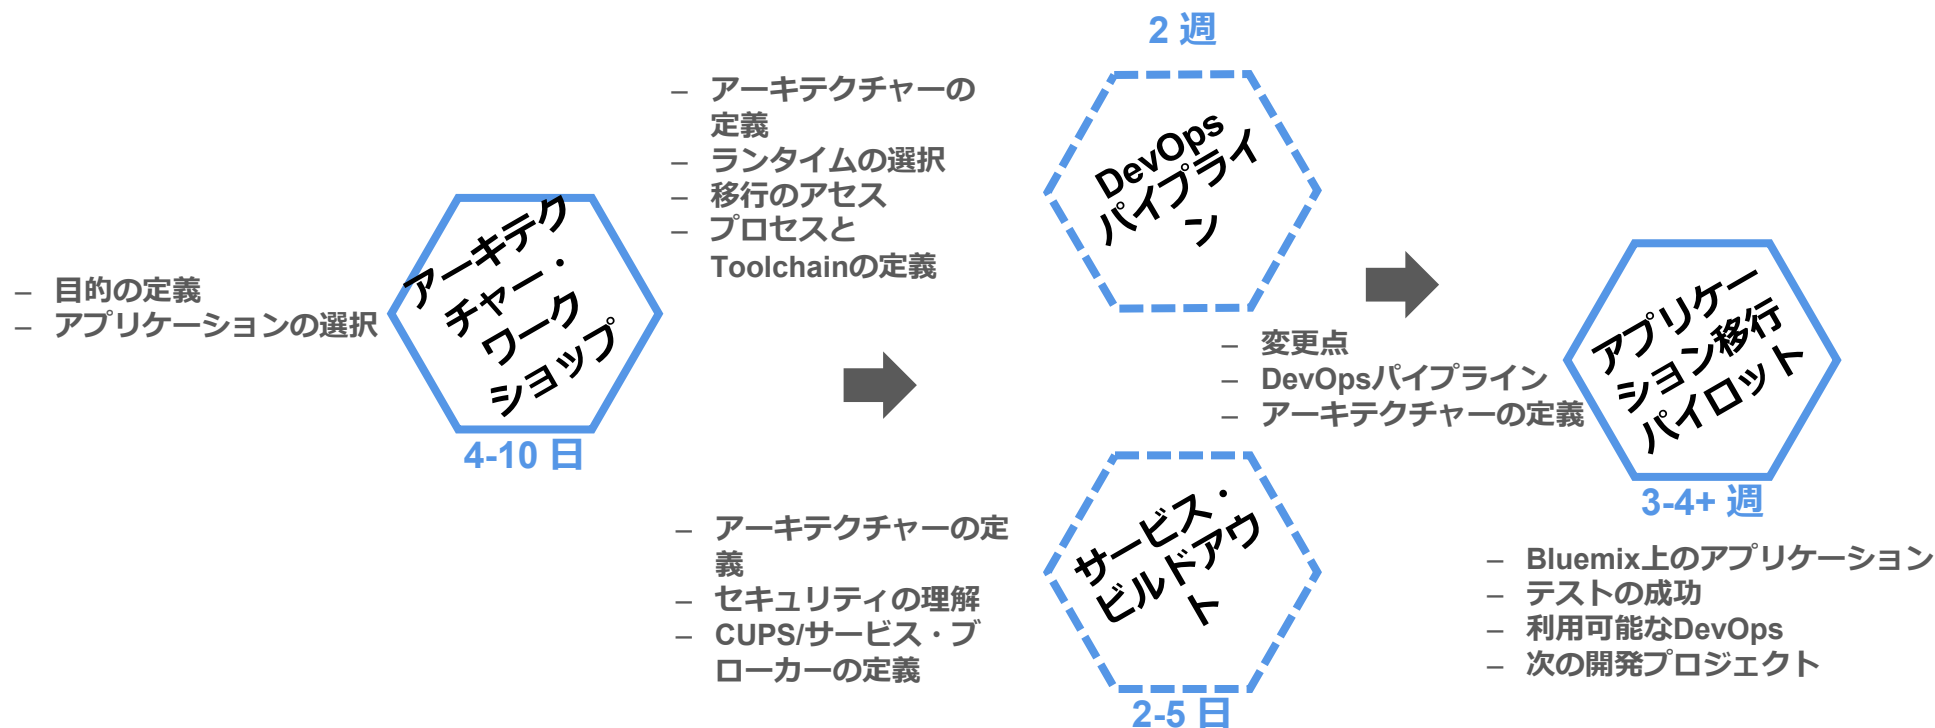 – 目的の定義
– アプリケーションの選択
アーキテク
チャー・
ワーク
ショップ
4-10 日
– アーキテクチャーの
定義
– ランタイムの選択
– 移行のアセス
– プロセスと
Toolchainの定義
– アーキテクチャーの定
義
– セキュリティの理解
– CUPS/サービス・ブ
ローカーの定義
2 週
DevOps
パイプライ
ン
サービス・
ビルドアウ
ト
2-5 日
– 変更点
– DevOpsパイプライン
– アーキテクチャーの定義
アプリケー
ション移行
パイロット
3-4+ 週
– Bluemix上のアプリケーション
– テストの成功
– 利用可能なDevOps
– 次の開発プロジェクト